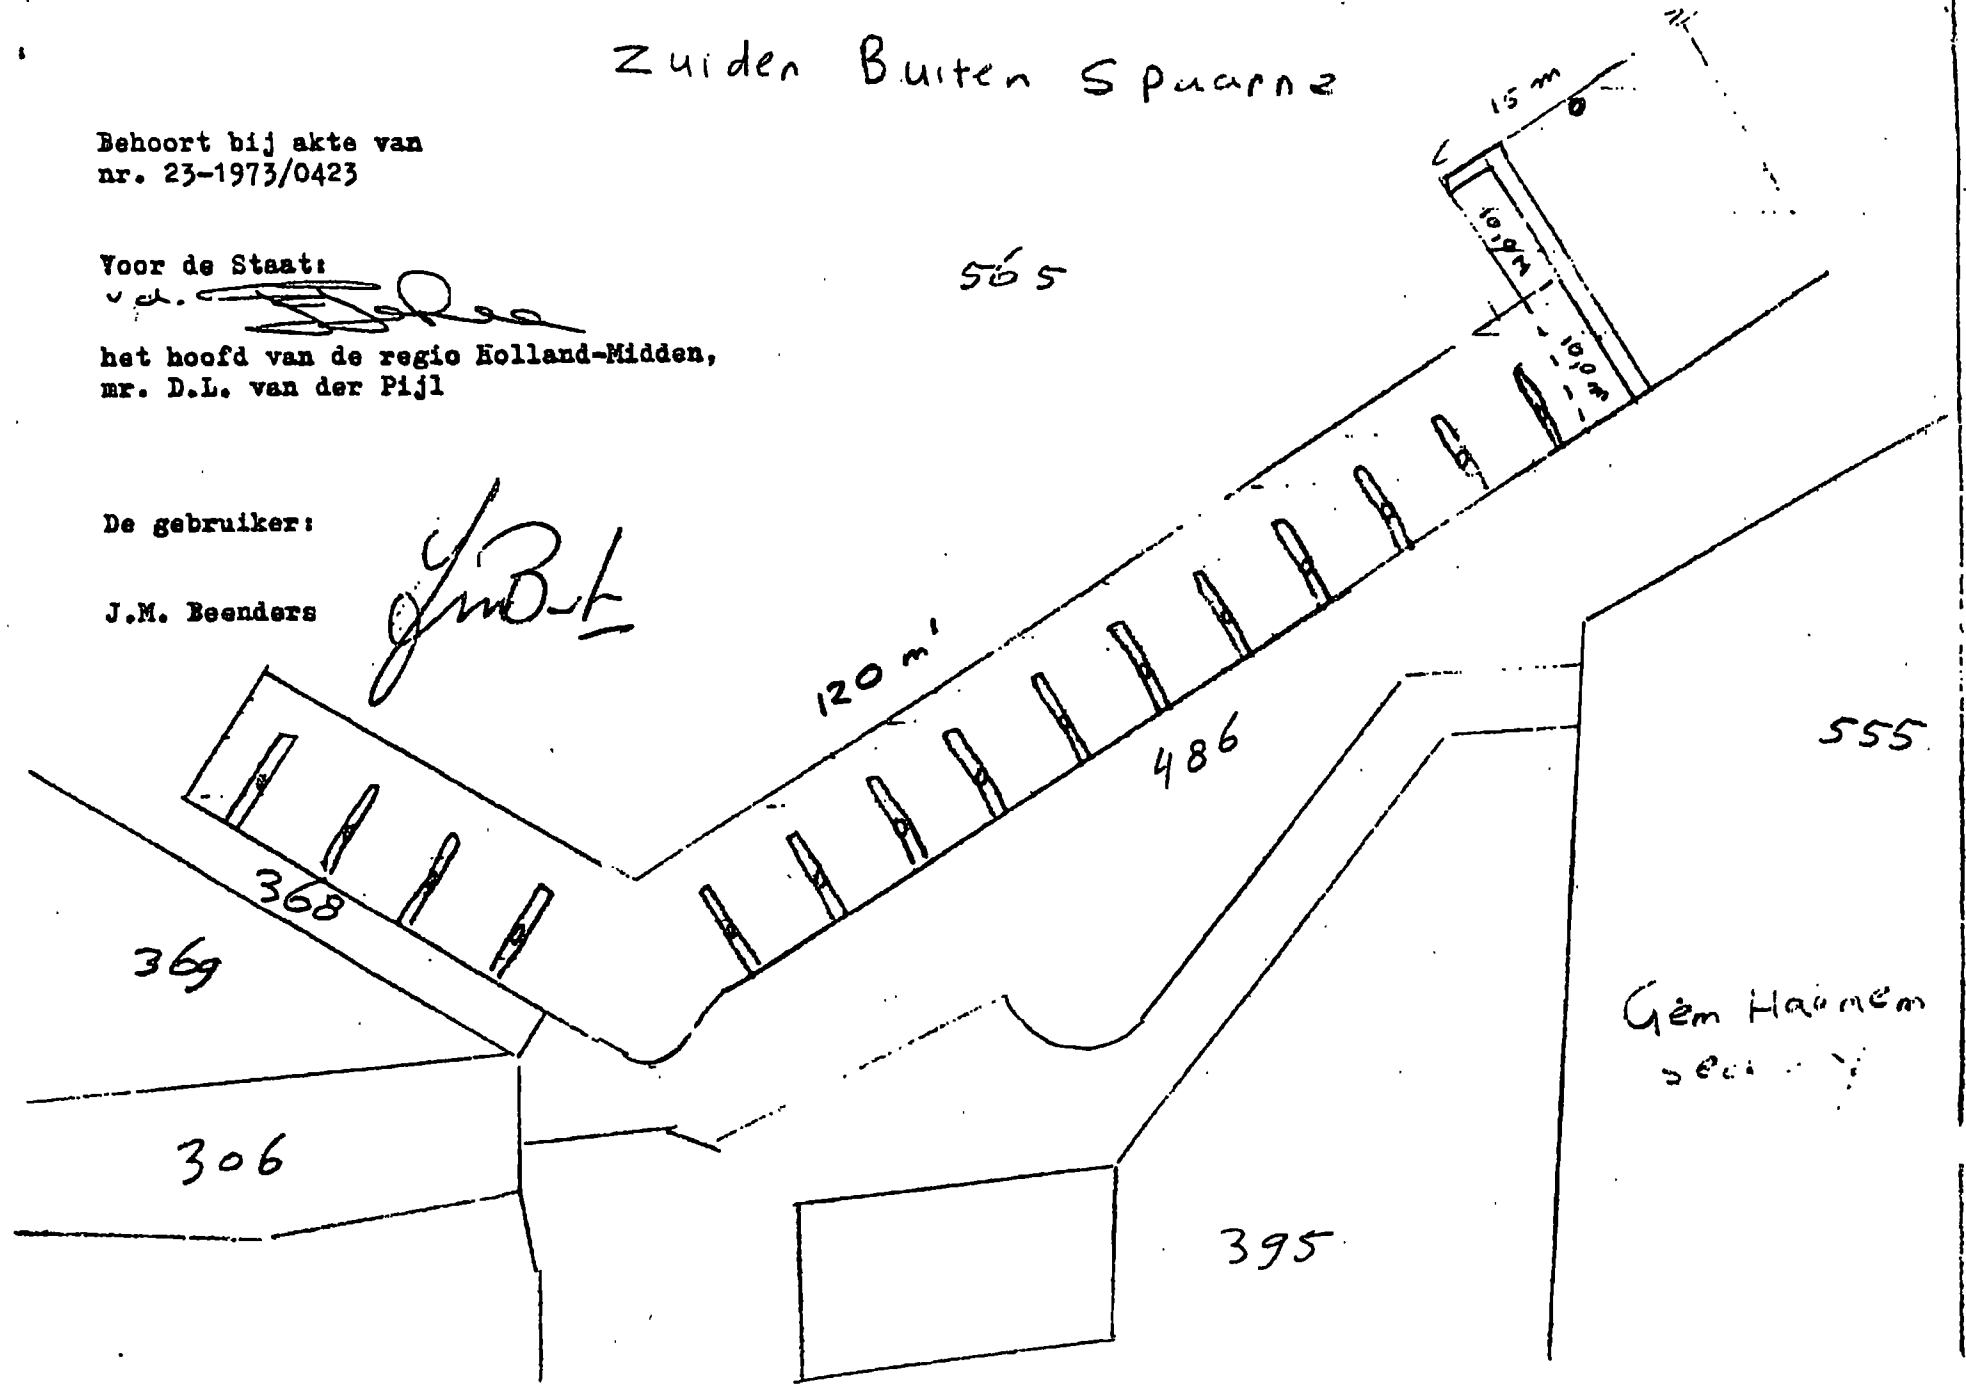 Zuiden Buiten Spaarne
15 m
Behoort bij akte van
nr. 23-1973/0423
10,0 m
Voor de Staat:
565
het hoofd van de regio Holland-Midden,
mr. D.L. van der Pijl
10,0 m
De gebruiker:
J.M. Beenders
120 m'
486
555
368
369
Gem Haarlem
306
395